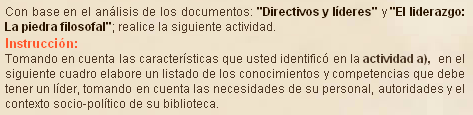 Con base en el análisis de los documentos: "Directivos y líderes" y "El liderazgo:
La piedra filosofal"; realice la siguiente actividad.
Instrucción:
Tomando en cuenta las características que usted identificó en la actividad a), en el
siguiente cuadro elabore un listado de los conocimientos y competencias que debe
tener un líder, tomando en cuenta las necesidades de su personal, autoridades y el
contexto socio-político de su biblioteca.